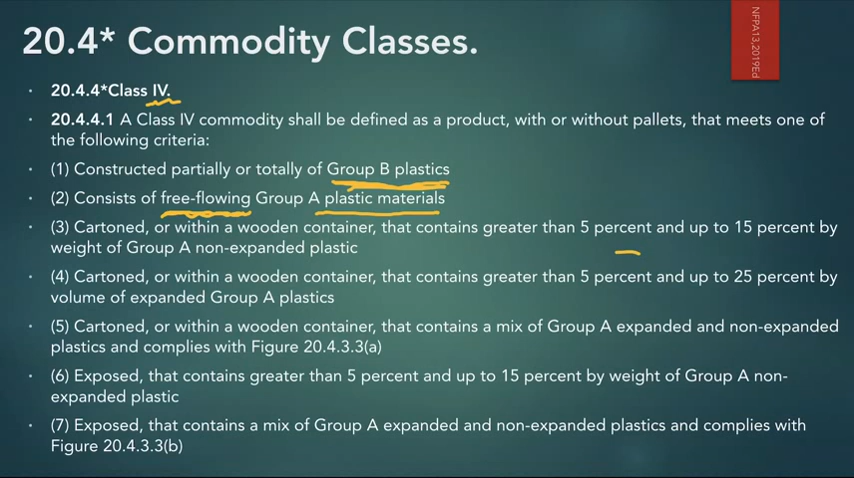 NFPA13,2019Ed
20.4* Commodity Classes.
• 20.4.4*Class IV.
• 20.4.4.1 A Class IV commodity shall be defined as a product, with or without pallets, that meets one of
the following criteria:
• (1) Constructed partially or totally of Group B plastics
• (2) Consists of free-flowing Group A plastic materials
• (3) Cartoned, or within a wooden container, that contains greater than 5 percent and up to 15 percent by
weight of Group A non-expanded plastic
• (4) Cartoned, or within a wooden container, that contains greater than 5 percent and up to 25 percent by
volume of expanded Group A plastics
• (5) Cartoned, or within a wooden container, that contains a mix of Group A expanded and non-expanded
plastics and complies with Figure 20.4.3.3(a)
• (6) Exposed, that contains greater than 5 percent and up to 15 percent by weight of Group A non-
expanded plastic
• (7) Exposed, that contains a mix of Group A expanded and non-expanded plastics and complies with
Figure 20.4.3.3(b)